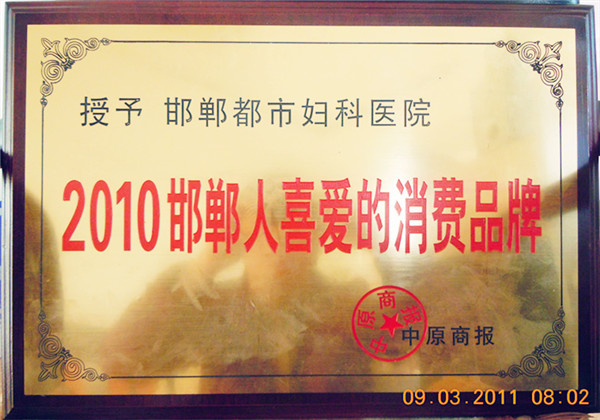 授予 邯郸都市妇科医院
2010邯郸人喜爱的消费品牌
中原商报
中原商报
09.03.2011 08:02